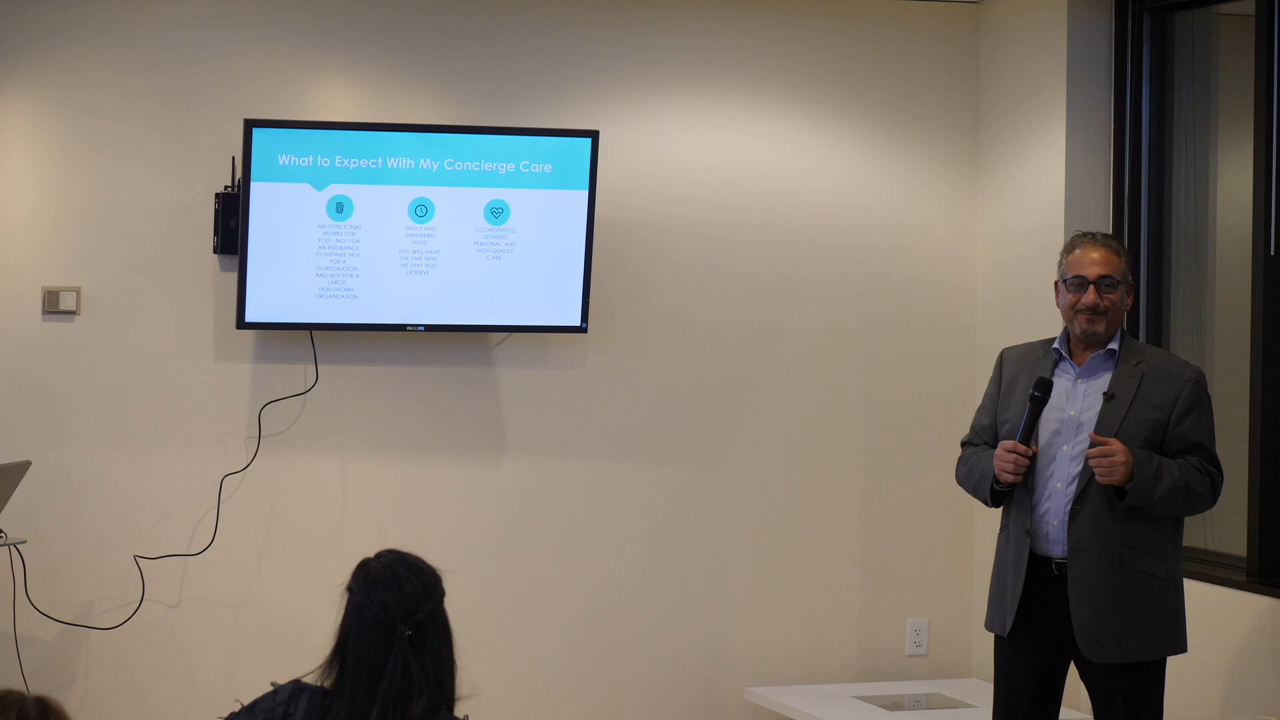 What to Expect With My Concierge Care
AN OFFICE THAT
WORKS FOR
YOU - NOT FOR
AN INSURANCE
COMPANY, NOT
FOR A
CORPORATION,
AND NOT FOR A
LARGE
HEALTHCARE
ORGANIZATION
TIMELY AND
UNHURRIED
VISITS
YOU WILL HAVE
THE TIME WITH
ME THAT YOU
DESERVE
COORDINATED,
DETAILED,
PERSONAL, AND
HIGH QUALITY
CARE
PHILIPS